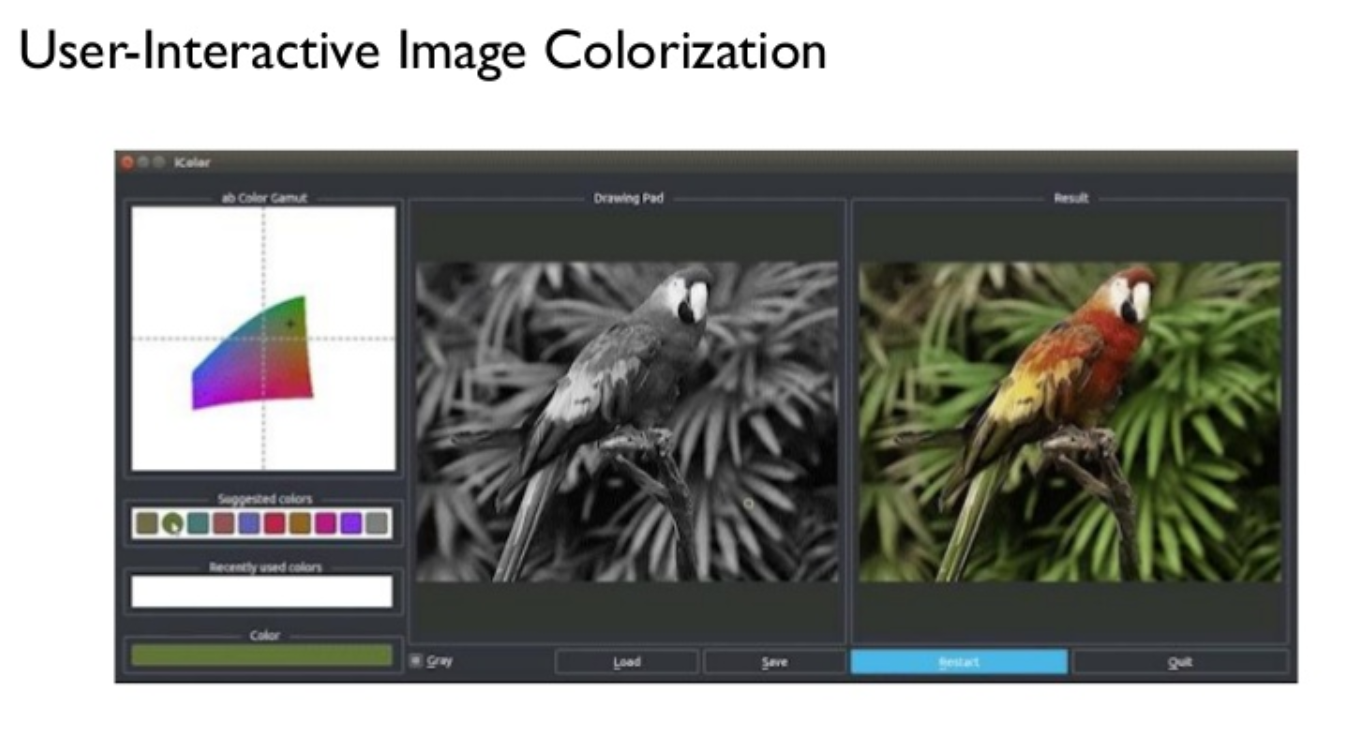 User-Interactive Image Colorization
iColor
ab Color Gamut
Drawing Pad
Result
Suggested colors
Recently used colors
Color
Gray
Load
Save
Restart
Quit